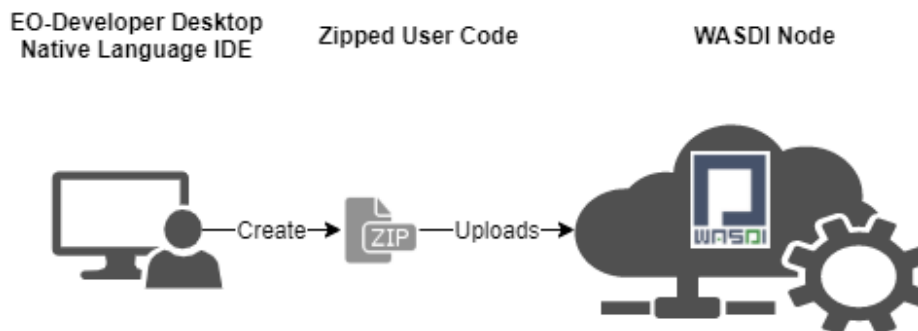 EO-Developer Desktop
Native Language IDE
Zipped User Code
WASDI Node
Create
ZIP
Uploads
WASDI